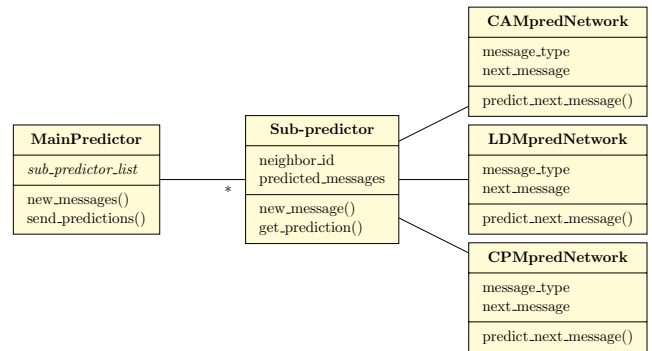 MainPredictor
sub_predictor_list
new_messages()
send_predictions()
*
Sub-predictor
neighbor_id
predicted_messages
new_message()
get_prediction()
CAMpredNetwork
message_type
next_message
predict_next_message()
LDMpredNetwork
message_type
next_message
predict_next_message()
CPMpredNetwork
message_type
next_message
predict_next_message()